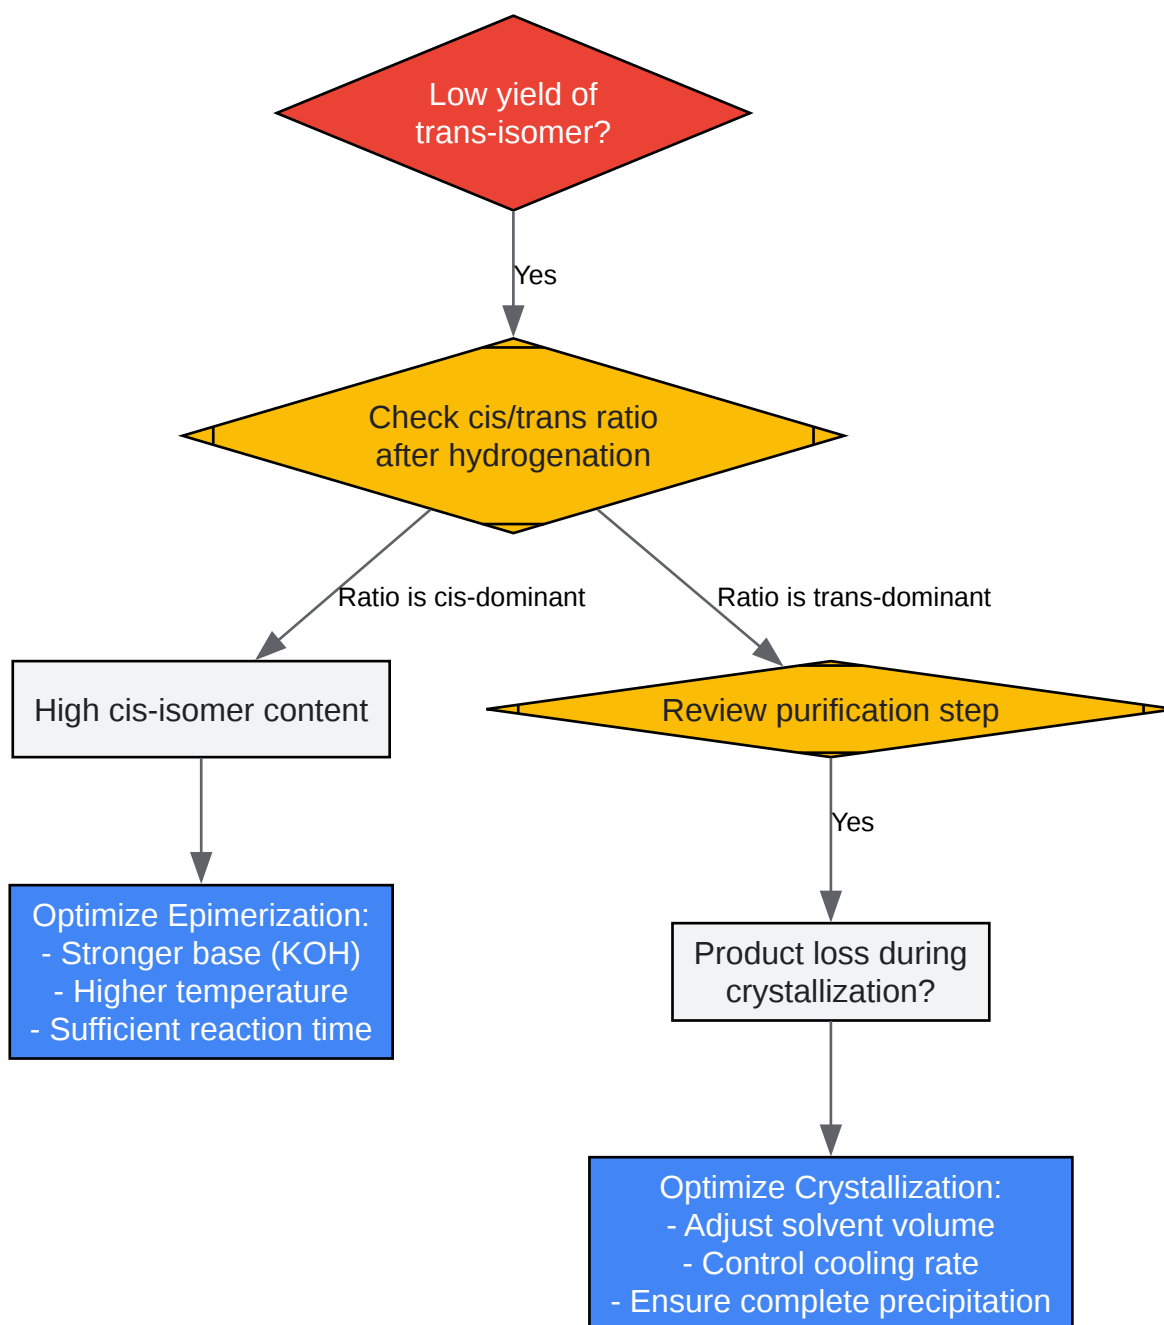 Low yield of
trans-isomer?
Yes
Check cis/trans ratio
after hydrogenation
Ratio is cis-dominant
Ratio is trans-dominant
High cis-isomer content
Review purification step
Yes
Optimize Epimerization:
- Stronger base (KOH)
- Higher temperature
- Sufficient reaction time
Product loss during
crystallization?
Optimize Crystallization:
- Adjust solvent volume
- Control cooling rate
- Ensure complete precipitation